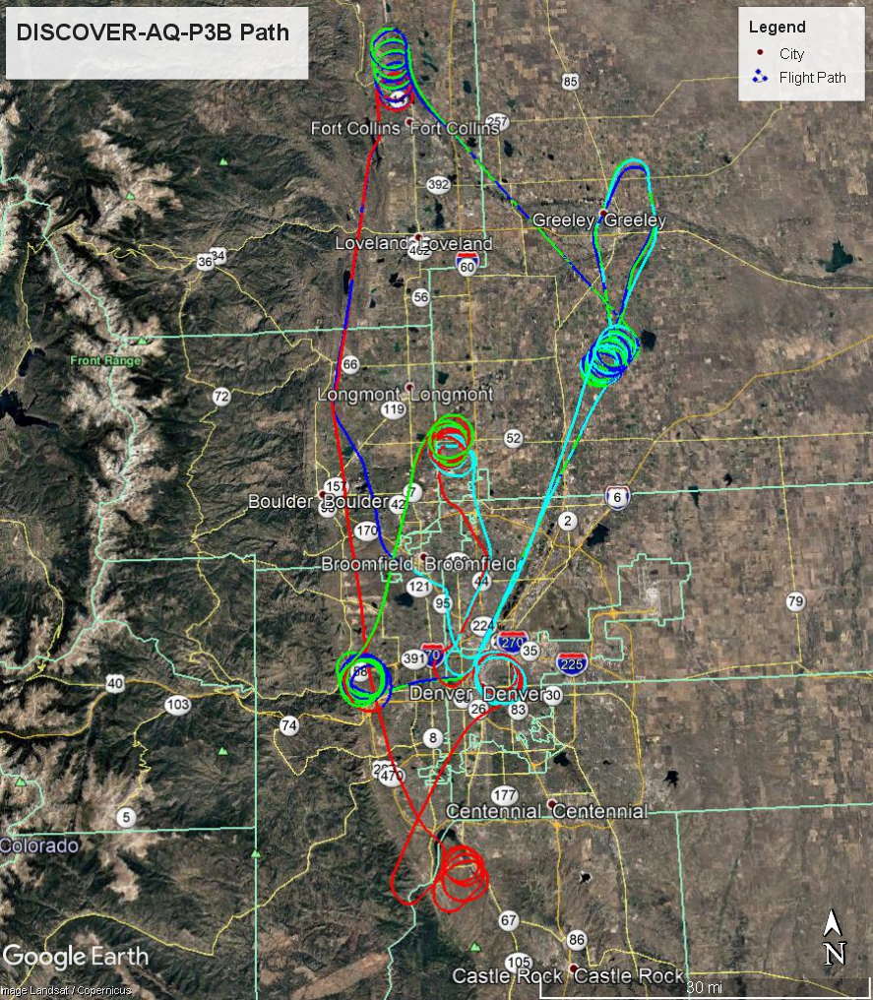 DISCOVER-AQ-P3B Path
Legend
City
Flight Path
85
257
Fort Collins Fort Collins
392
Greeley Greeley
Loveland Loveland
402
34
36
60
56
66
Front Range
72
Longmont Longmont
119
52
157
7
6
Boulder Boulder
42
2
170
Broomfield Broomfield
44
121
95
79
224
270
35
70
391
225
58
40
Denver Denver
30
103
26
83
74
8
470
177
5
Centennial Centennial
Colorado
67
86
Google Earth
N
105
Castle Rock Castle Rock
30 mi
Image Landsat / Copernicus